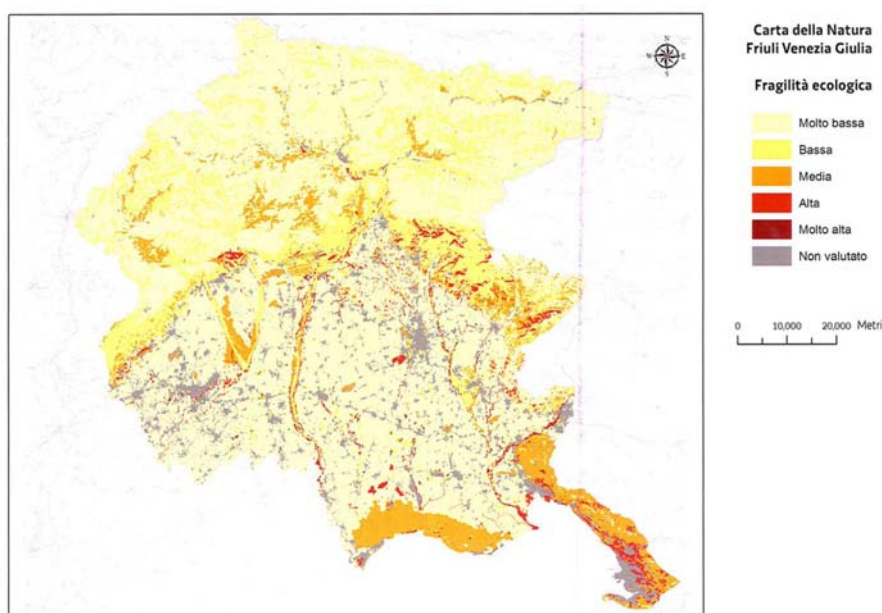 Carta della Natura
Friuli Venezia Giulia
Fragilità ecologica
Molto bassa
Bassa
Media
Alta
Molto alta
Non valutato
N
W
E
S
0
10,000
20,000
Metri